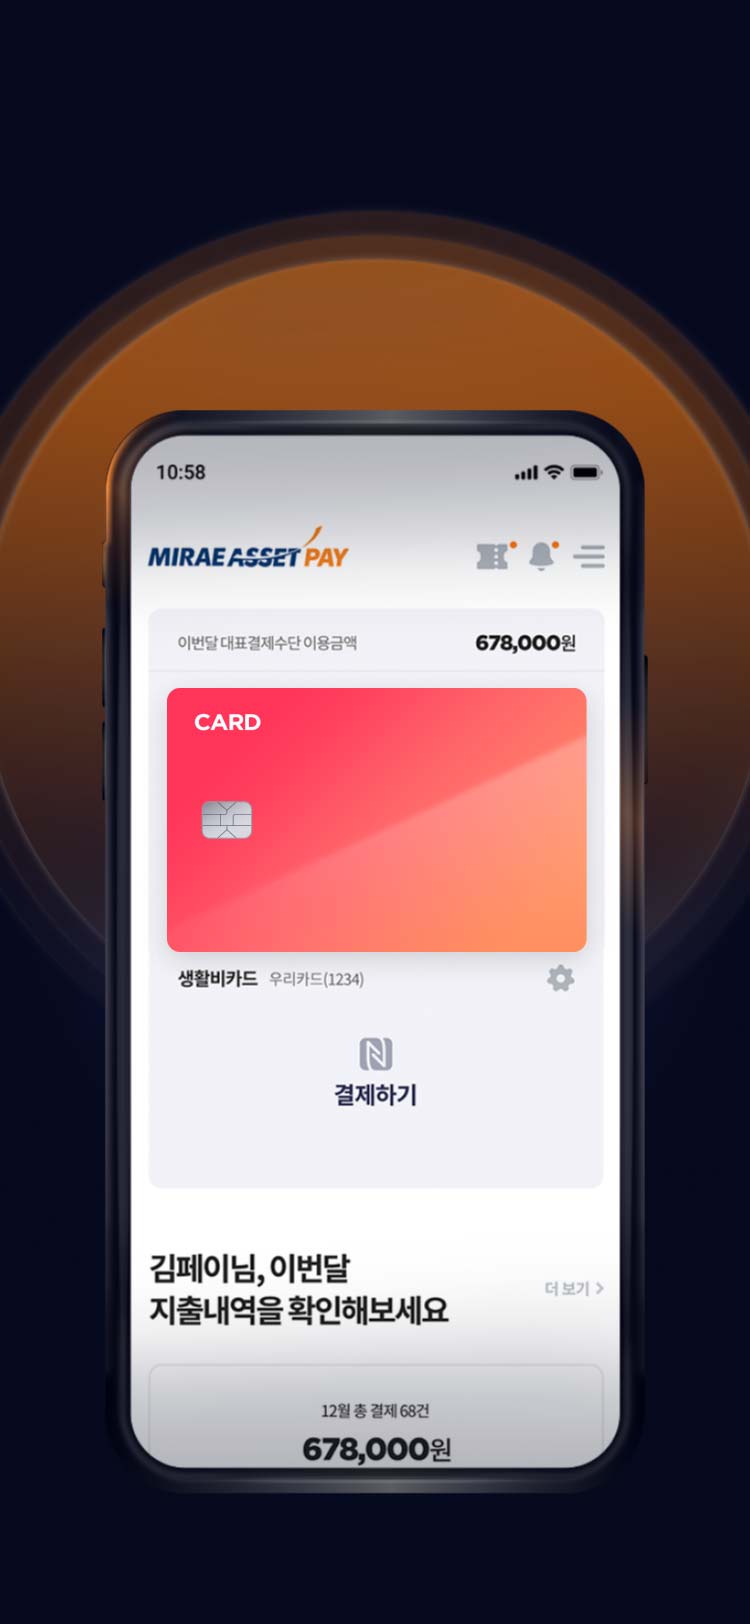 10:58
MIRAE ASSET PAY
이번달 대표결제수단 이용금액 678,000원
CARD
생활비카드 우리카드(1234)
결제하기
김페이님, 이번달
지출내역을 확인해보세요
더 보기 >
12월 총 결제 68건
678,000원